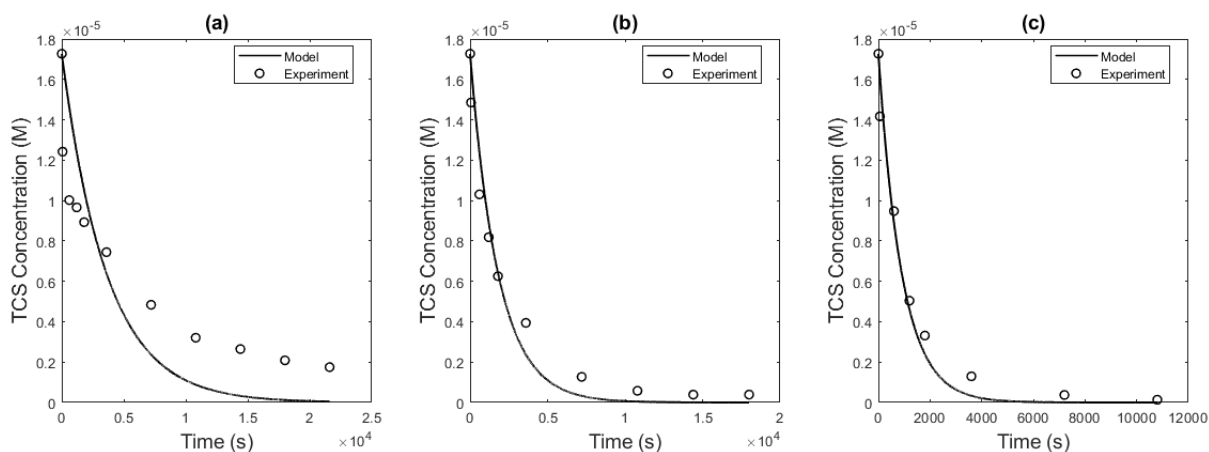 (a)
×10⁻⁵
1.8
1.6
1.4
1.2
1
0.8
0.6
0.4
0.2
0
TCS Concentration (M)
Model
Experiment
0 0.5 1 1.5 2 2.5
Time (s)
×10⁴
(b)
×10⁻⁵
1.8
1.6
1.4
1.2
1
0.8
0.6
0.4
0.2
0
TCS Concentration (M)
Model
Experiment
0 0.5 1 1.5 2
Time (s)
×10⁴
(c)
×10⁻⁵
1.8
1.6
1.4
1.2
1
0.8
0.6
0.4
0.2
0
TCS Concentration (M)
Model
Experiment
0 2000 4000 6000 8000 10000 12000
Time (s)